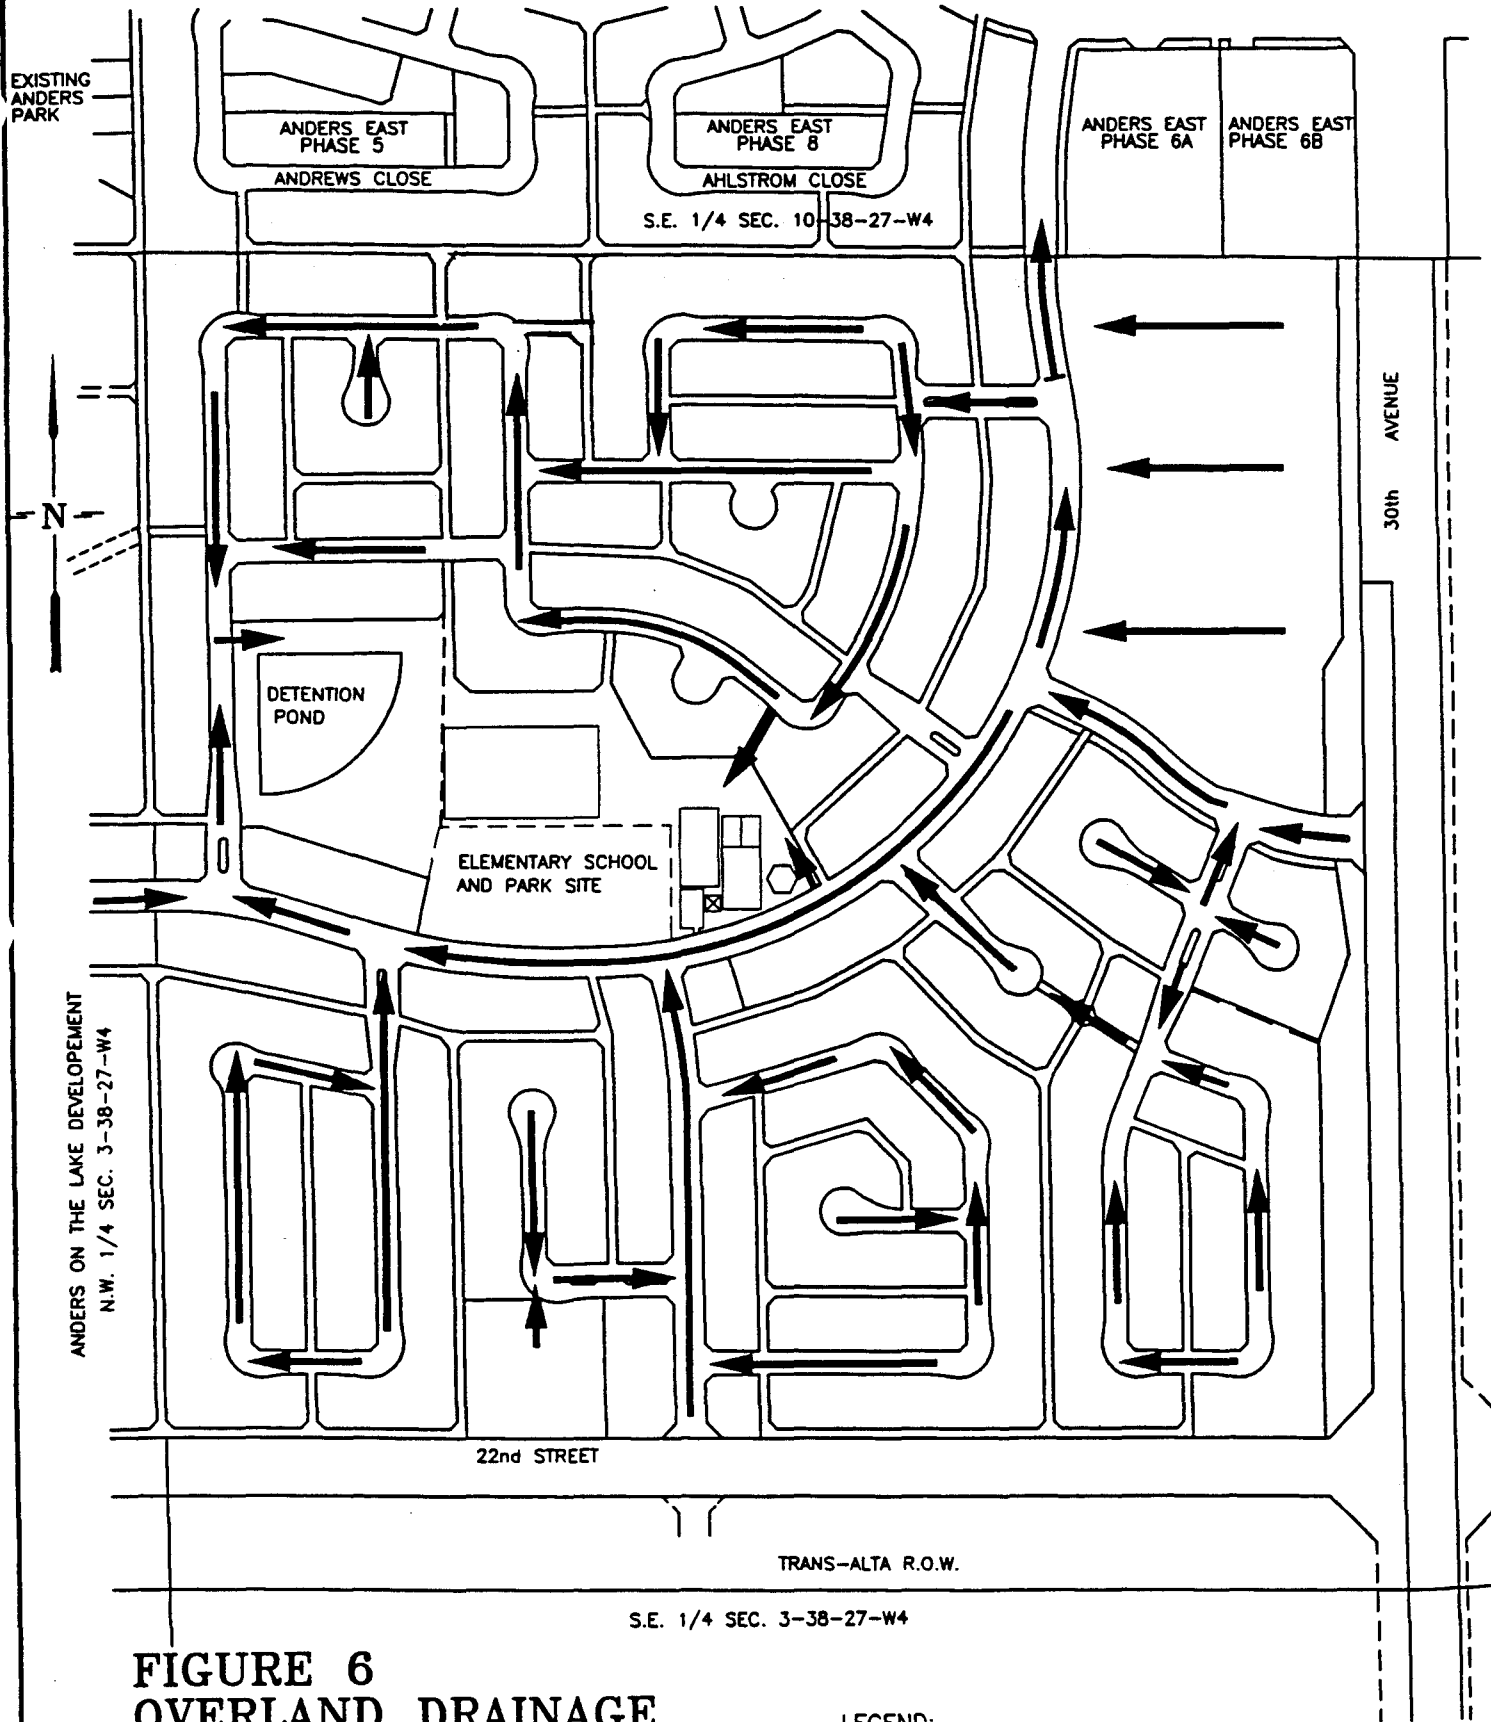 EXISTING
ANDERS
PARK
ANDERS EAST
PHASE 5
ANDREWS CLOSE
ANDERS EAST
PHASE 8
AHLSTROM CLOSE
S.E. 1/4 SEC. 10-38-27-W4
ANDERS EAST
PHASE 6A
ANDERS EAST
PHASE 6B
30th AVENUE
N
DETENTION
POND
ELEMENTARY SCHOOL
AND PARK SITE
ANDERS ON THE LAKE DEVELOPEMENT
N.W. 1/4 SEC. 3-38-27-W4
22nd STREET
TRANS-ALTA R.O.W.
S.E. 1/4 SEC. 3-38-27-W4
FIGURE 6
OVERLAND DRAINAGE
LEGEND: